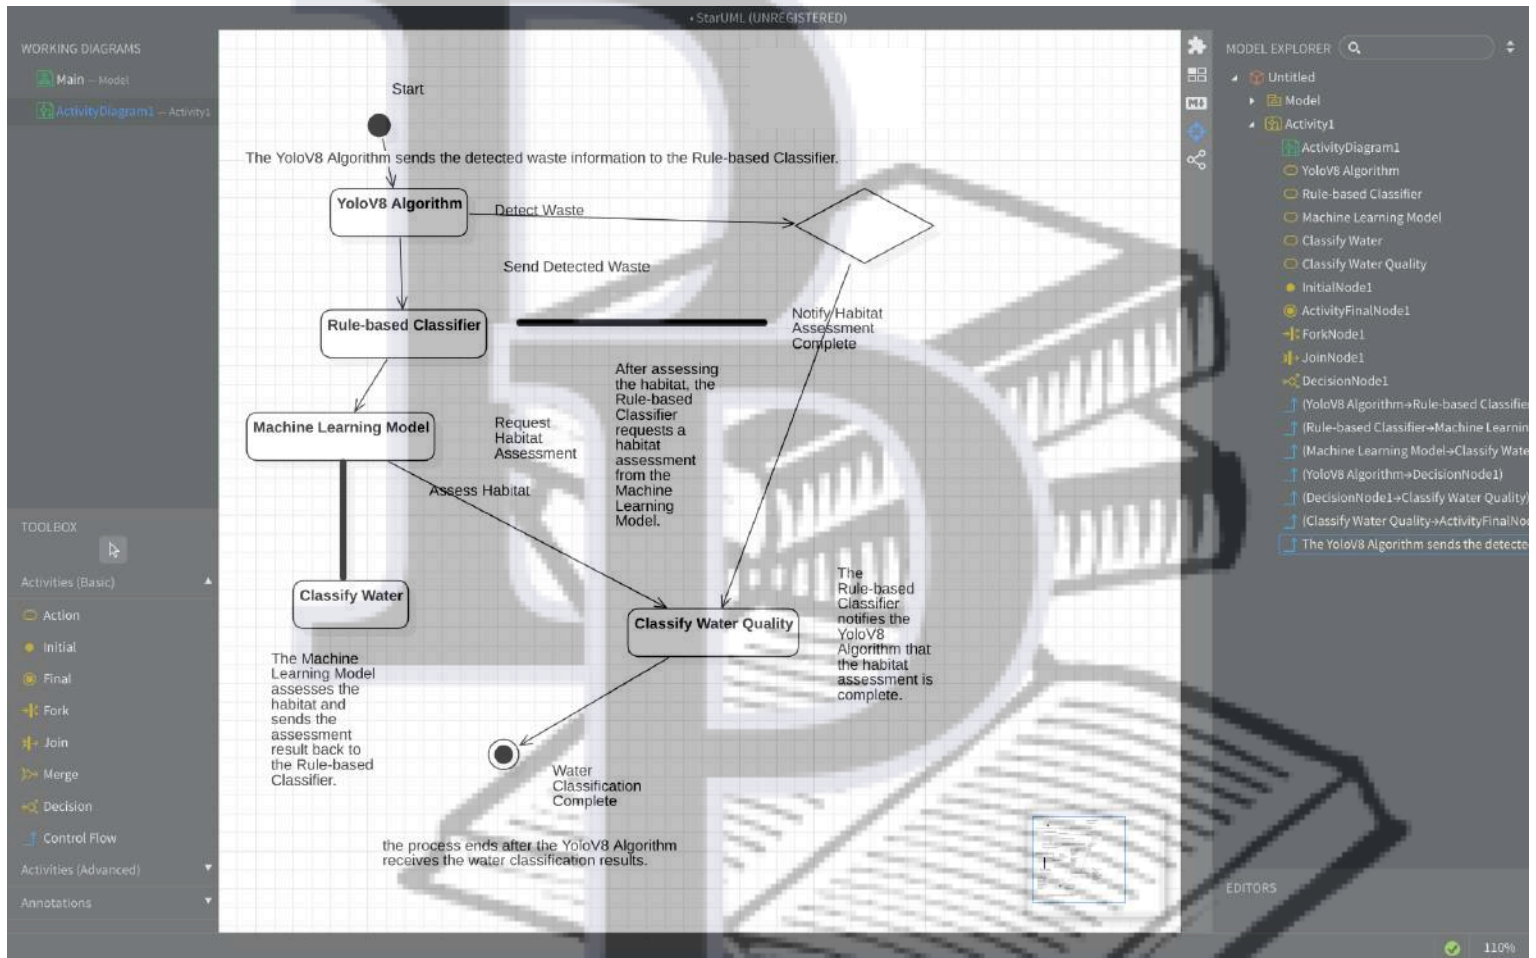 • StarUML (UNREGISTERED)
WORKING DIAGRAMS
Main — Model
ActivityDiagram1 — Activity1
TOOLBOX
Activities (Basic)
Action
Initial
Final
Fork
Join
Merge
Decision
Control Flow
Activities (Advanced)
Annotations
Start
The YoloV8 Algorithm sends the detected waste information to the Rule-based Classifier.
YoloV8 Algorithm
Detect Waste
Send Detected Waste
Rule-based Classifier
Notify Habitat
Assessment
Complete
After assessing
the habitat, the
Rule-based
Classifier
requests a
habitat
assessment
from the
Machine
Learning
Model.
Machine Learning Model
Request
Habitat
Assessment
Assess Habitat
Classify Water
Classify Water Quality
The
Rule-based
Classifier
notifies the
YoloV8
Algorithm that
the habitat
assessment is
complete.
The Machine
Learning Model
assesses the
habitat and
sends the
assessment
result back to
the Rule-based
Classifier.
Water
Classification
Complete
the process ends after the YoloV8 Algorithm
receives the water classification results.
MODEL EXPLORER
Untitled
Model
Activity1
ActivityDiagram1
YoloV8 Algorithm
Rule-based Classifier
Machine Learning Model
Classify Water
Classify Water Quality
InitialNode1
ActivityFinalNode1
ForkNode1
JoinNode1
DecisionNode1
(YoloV8 Algorithm→Rule-based Classifier
(Rule-based Classifier→Machine Learnin
(Machine Learning Model→Classify Wate
(YoloV8 Algorithm→DecisionNode1)
(DecisionNode1→Classify Water Quality)
(Classify Water Quality→ActivityFinalNod
The YoloV8 Algorithm sends the detecte
EDITORS
110%